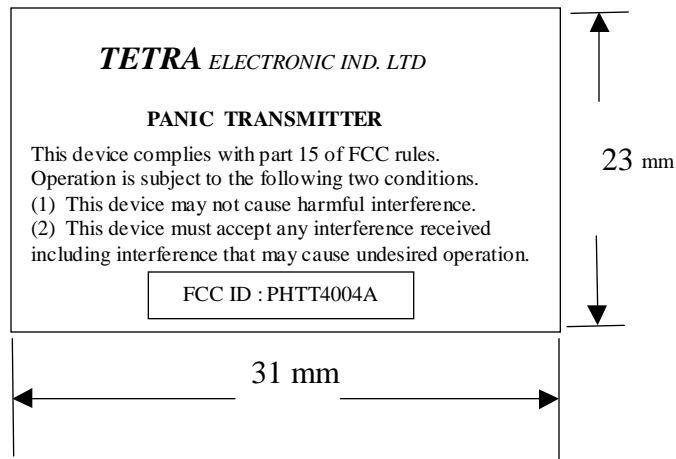 TETRA ELECTRONIC IND. LTD
PANIC TRANSMITTER
This device complies with part 15 of FCC rules.
Operation is subject to the following two conditions.
(1) This device may not cause harmful interference.
(2) This device must accept any interference received
including interference that may cause undesired operation.
FCC ID : PHTT4004A
23 mm
31 mm